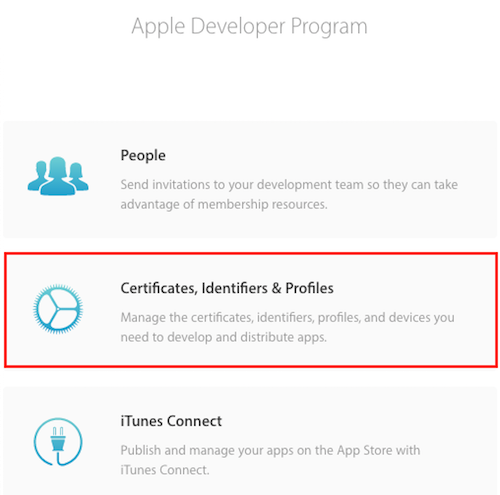 Apple Developer Program
People
Send invitations to your development team so they can take
advantage of membership resources.
Certificates, Identifiers & Profiles
Manage the certificates, identifiers, profiles, and devices you
need to develop and distribute apps.
iTunes Connect
Publish and manage your apps on the App Store with
iTunes Connect.